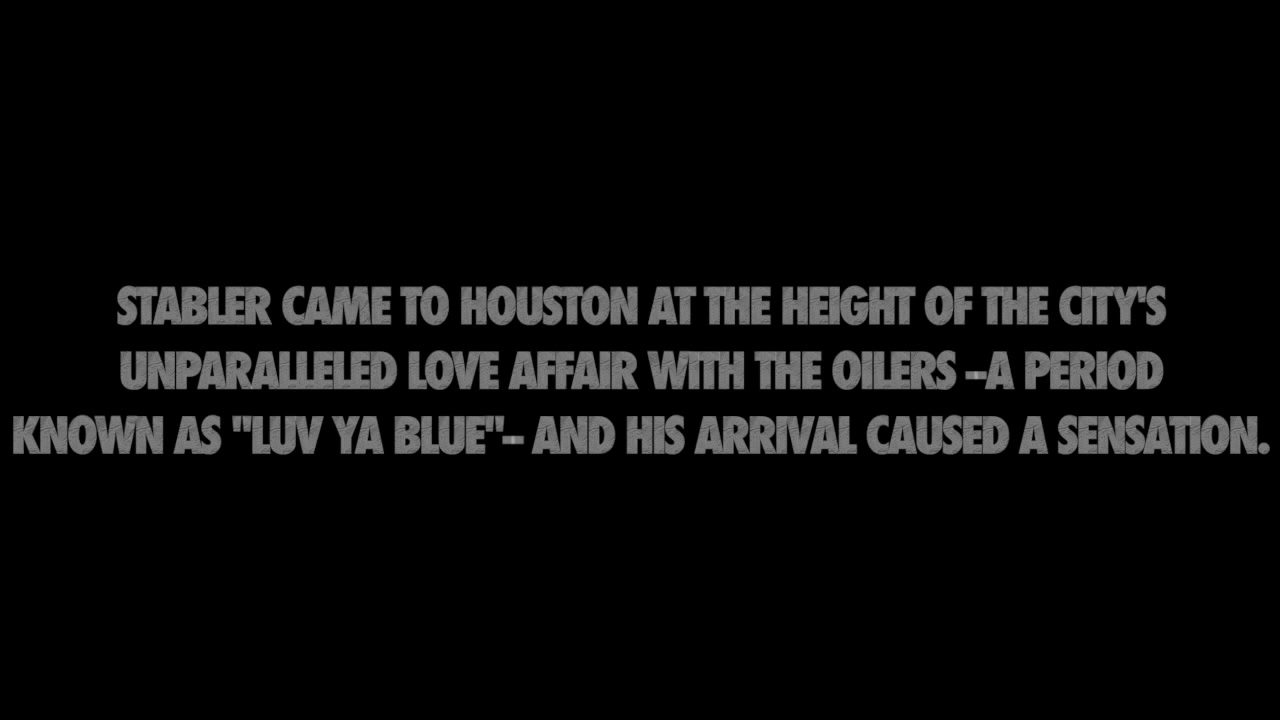 STABLER CAME TO HOUSTON AT THE HEIGHT OF THE CITY'S
UNPARALLELED LOVE AFFAIR WITH THE OILERS --A PERIOD
KNOWN AS "LUV YA BLUE"-- AND HIS ARRIVAL CAUSED A SENSATION.